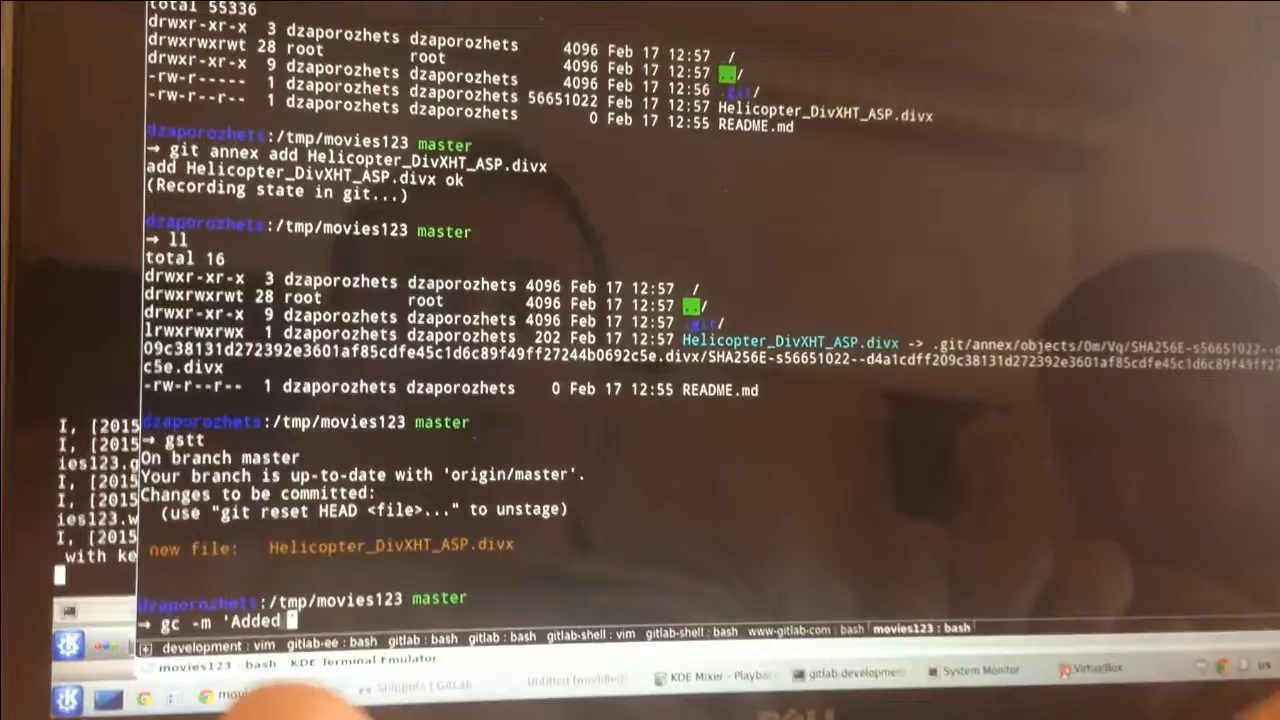 total 55336
drwxr-xr-x 3 dzaporozhets dzaporozhets 4096 Feb 17 12:57 ./
drwxrwxrwt 28 root root 4096 Feb 17 12:57 ../
drwxr-xr-x 9 dzaporozhets dzaporozhets 4096 Feb 17 12:56 .git/
-rw-r----- 1 dzaporozhets dzaporozhets 56651022 Feb 17 12:57 Helicopter_DivXHT_ASP.divx
-rw-r--r-- 1 dzaporozhets dzaporozhets 0 Feb 17 12:55 README.md
dzaporozhets:/tmp/movies123 master
→ git annex add Helicopter_DivXHT_ASP.divx
add Helicopter_DivXHT_ASP.divx ok
(Recording state in git...)
dzaporozhets:/tmp/movies123 master
→ ll
total 16
drwxr-xr-x 3 dzaporozhets dzaporozhets 4096 Feb 17 12:57 /
drwxrwxrwt 28 root root 4096 Feb 17 12:57 ../
drwxr-xr-x 9 dzaporozhets dzaporozhets 4096 Feb 17 12:57 .git/
lrwxrwxrwx 1 dzaporozhets dzaporozhets 202 Feb 17 12:57 Helicopter_DivXHT_ASP.divx -> .git/annex/objects/0m/Vq/SHA256E-s56651022--
09c38131d272392e3601af85cdfe45c1d6c89f49ff27244b0692c5e.divx/SHA256E-s56651022--d4a1cdff209c38131d272392e3601af85cdfe45c1d6c89f49ff27
c5e.divx
-rw-r--r-- 1 dzaporozhets dzaporozhets 0 Feb 17 12:55 README.md
dzaporozhets:/tmp/movies123 master
→ gstt
On branch master
Your branch is up-to-date with 'origin/master'.
Changes to be committed:
(use "git reset HEAD <file>..." to unstage)
new file: Helicopter_DivXHT_ASP.divx
dzaporozhets:/tmp/movies123 master
→ gc -m 'Added
I, [2015
I, [2015
ies123.g
I, [2015
I, [2015
ies123.w
I, [2015
with ke
[+] development : vim gitlab-ee : bash gitlab : bash gitlab : bash gitlab-shell : vim gitlab-shell : bash www-gitlab-com : bash movies123 : bash
movies123 : bash KDE Terminal Emulator
movi Snippets | GitLab Untitled (modified) KDE Mixer - Playba gitlab-developme System Monitor VirtualBox us
DELL